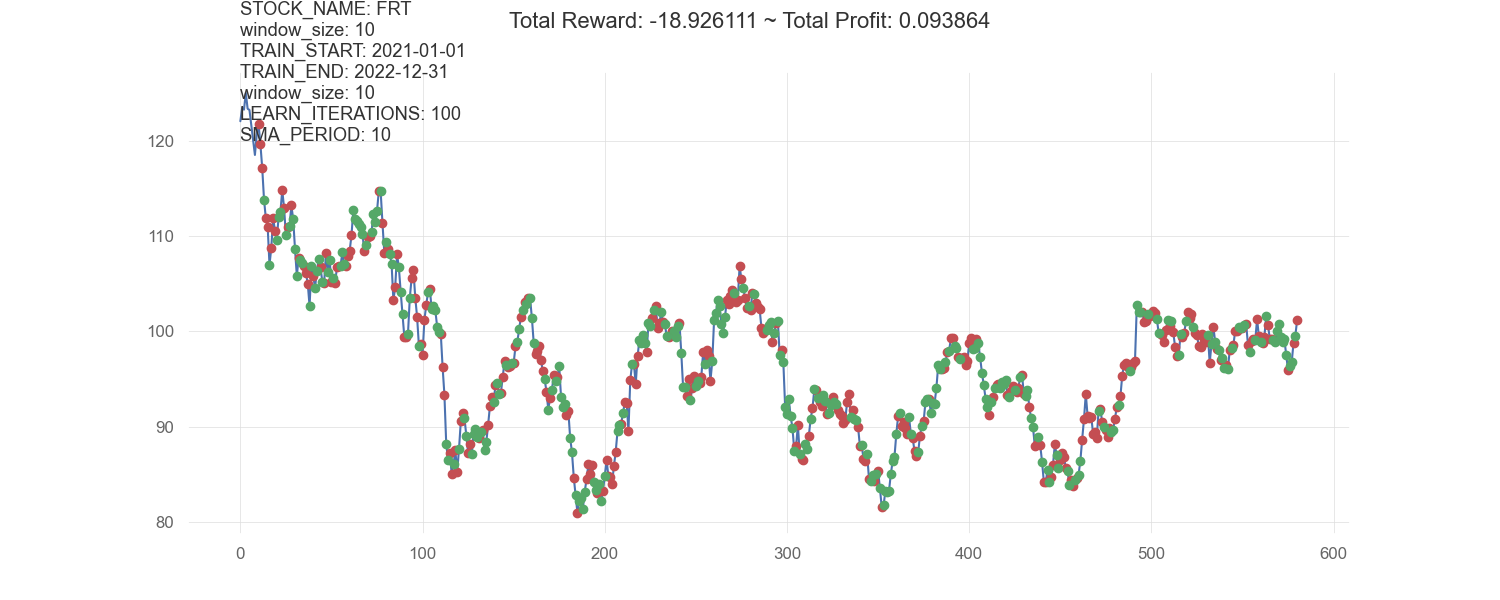 STOCK_NAME: FRT
Total Reward: -18.926111 ~ Total Profit: 0.093864
window_size: 10
TRAIN_START: 2021-01-01
TRAIN_END: 2022-12-31
window_size: 10
LEARN_ITERATIONS: 100
SMA_PERIOD: 10
120
110
100
90
80
0 100 200 300 400 500 600